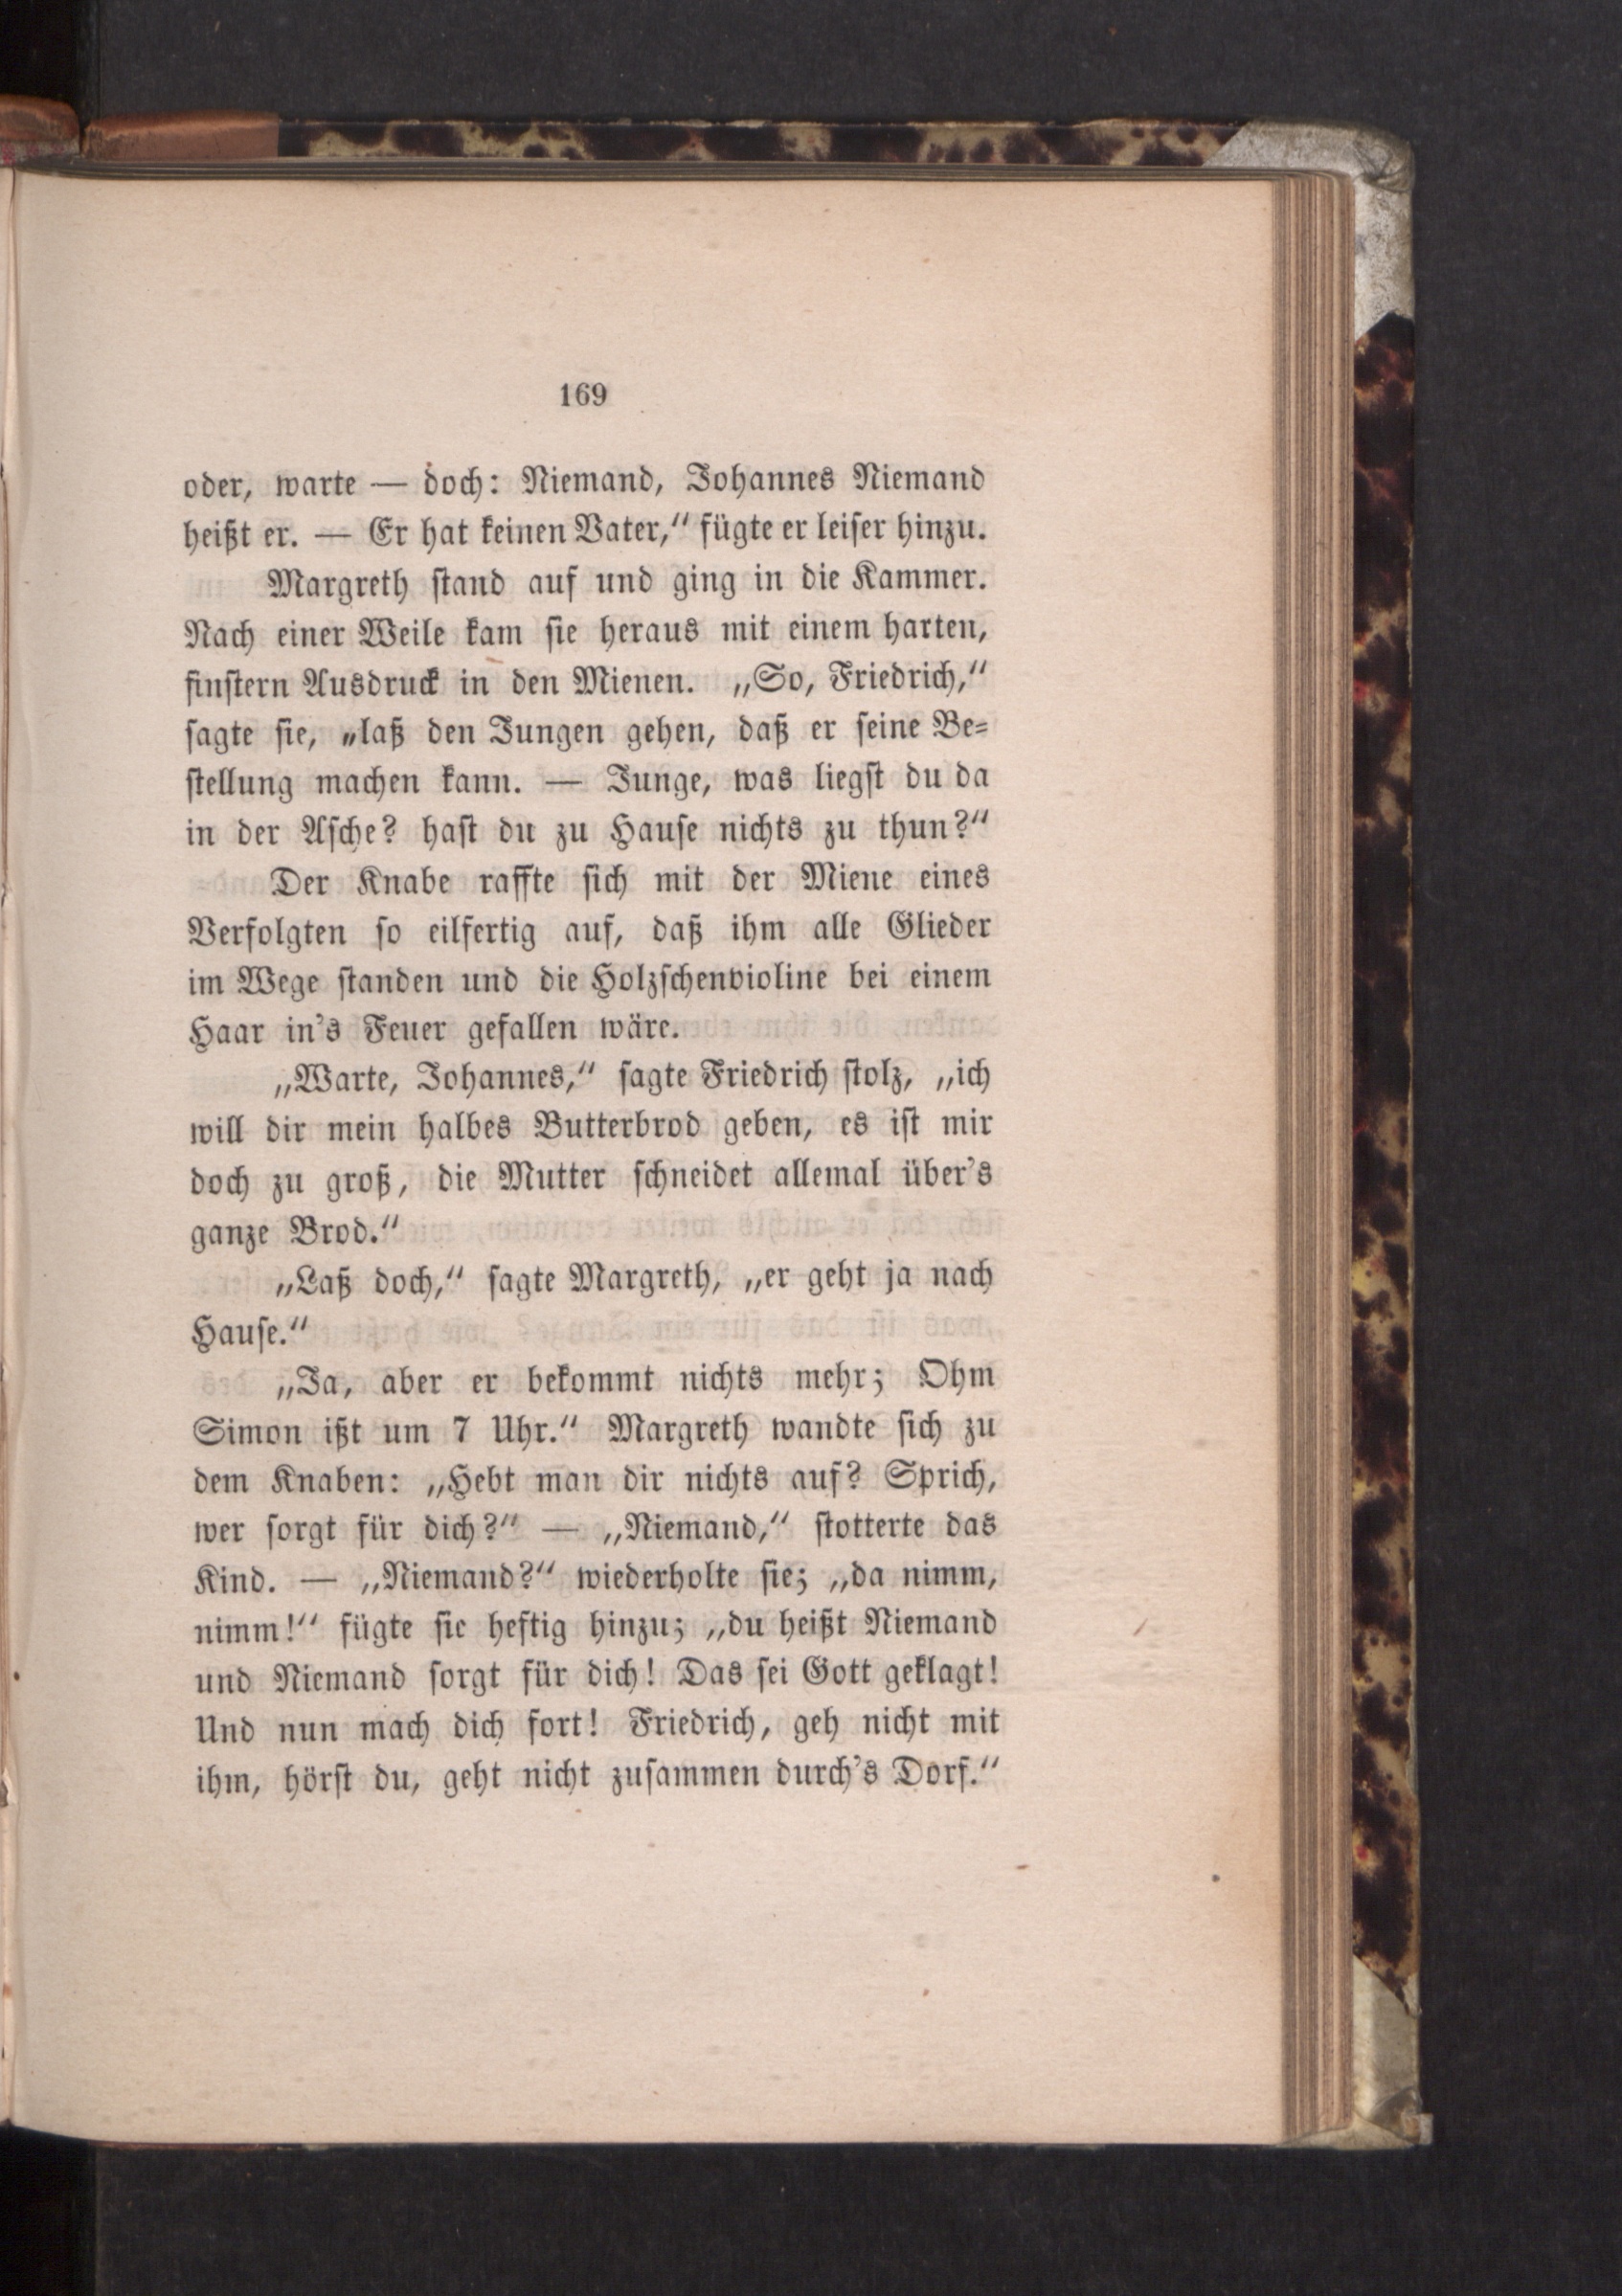 169
oder, warte — doch: Niemand, Johannes Niemand
heißt er. — Er hat keinen Vater,“ fügte er leiser hinzu.
Margreth stand auf und ging in die Kammer.
Nach einer Weile kam sie heraus mit einem harten,
finstern Ausdruck in den Mienen. „So, Friedrich,“
sagte sie, „laß den Jungen gehen, daß er seine Be-
stellung machen kann. — Junge, was liegst du da
in der Asche? hast du zu Hause nichts zu thun?“
Der Knabe raffte sich mit der Miene eines
Verfolgten so eilfertig auf, daß ihm alle Glieder
im Wege standen und die Holzschenvioline bei einem
Haar in’s Feuer gefallen wäre.
„Warte, Johannes,“ sagte Friedrich stolz, „ich
will dir mein halbes Butterbrod geben, es ist mir
doch zu groß, die Mutter schneidet allemal über’s
ganze Brod.“
„Laß doch,“ sagte Margreth, „er geht ja nach
Hause.“
„Ja, aber er bekommt nichts mehr; Ohm
Simon ißt um 7 Uhr.“ Margreth wandte sich zu
dem Knaben: „Hebt man dir nichts auf? Sprich,
wer sorgt für dich?“ — „Niemand,“ stotterte das
Kind. — „Niemand?“ wiederholte sie; „da nimm,
nimm!“ fügte sie heftig hinzu; „du heißt Niemand
und Niemand sorgt für dich! Das sei Gott geklagt!
Und nun mach dich fort! Friedrich, geh nicht mit
ihm, hörst du, geht nicht zusammen durch’s Dorf.“